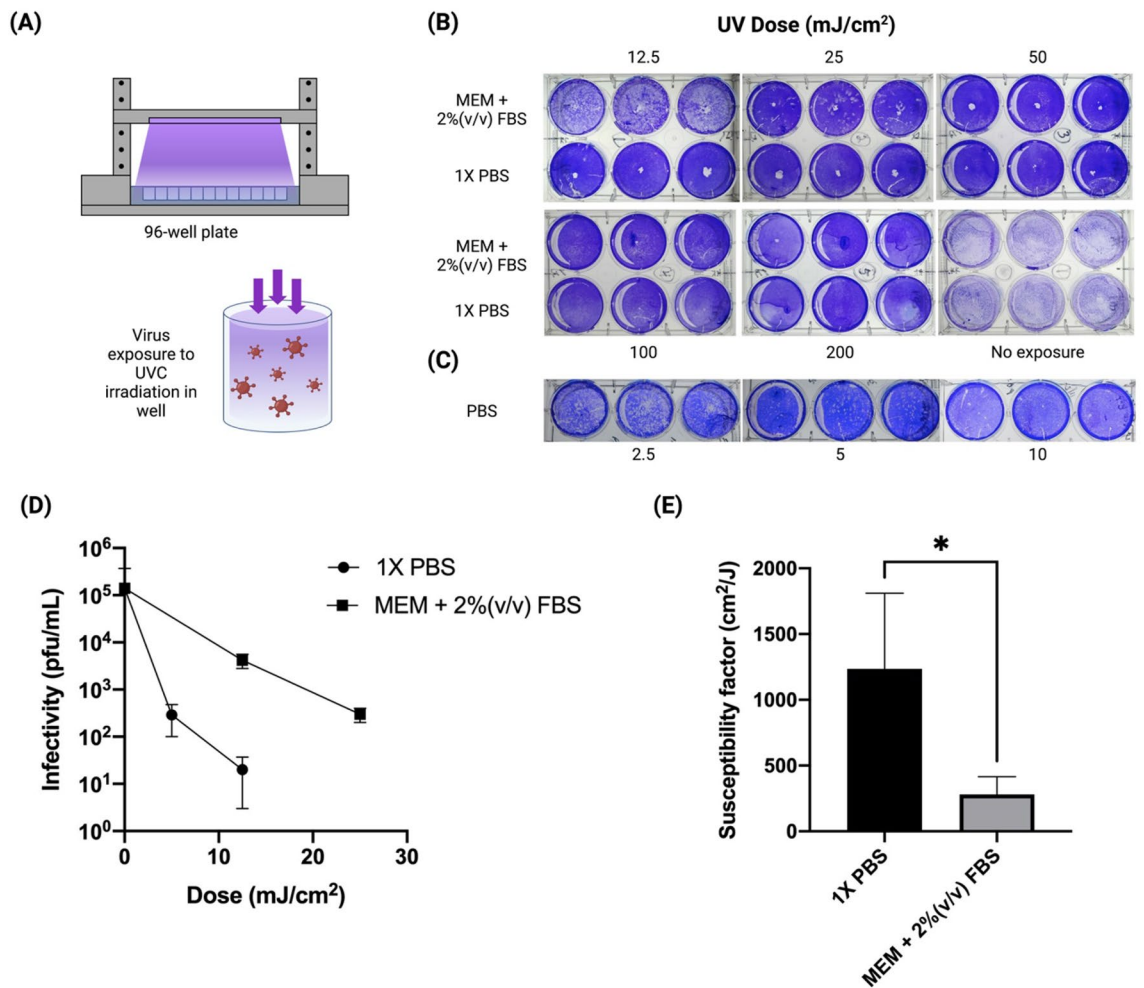 (A)
96-well plate
Virus
exposure to
UVC
irradiation in
well
(B)
UV Dose (mJ/cm²)
12.5
25
50
MEM +
2%(v/v) FBS
1X PBS
MEM +
2%(v/v) FBS
1X PBS
100
200
No exposure
(C)
PBS
2.5
5
10
(D)
10⁶
10⁵
10⁴
10³
10²
10¹
10⁰
Infectivity (pfu/mL)
0
10
20
30
Dose (mJ/cm²)
1X PBS
MEM + 2%(v/v) FBS
(E)
*
2000
1500
1000
500
0
Susceptibility factor (cm²/J)
1X PBS
MEM + 2%(v/v) FBS